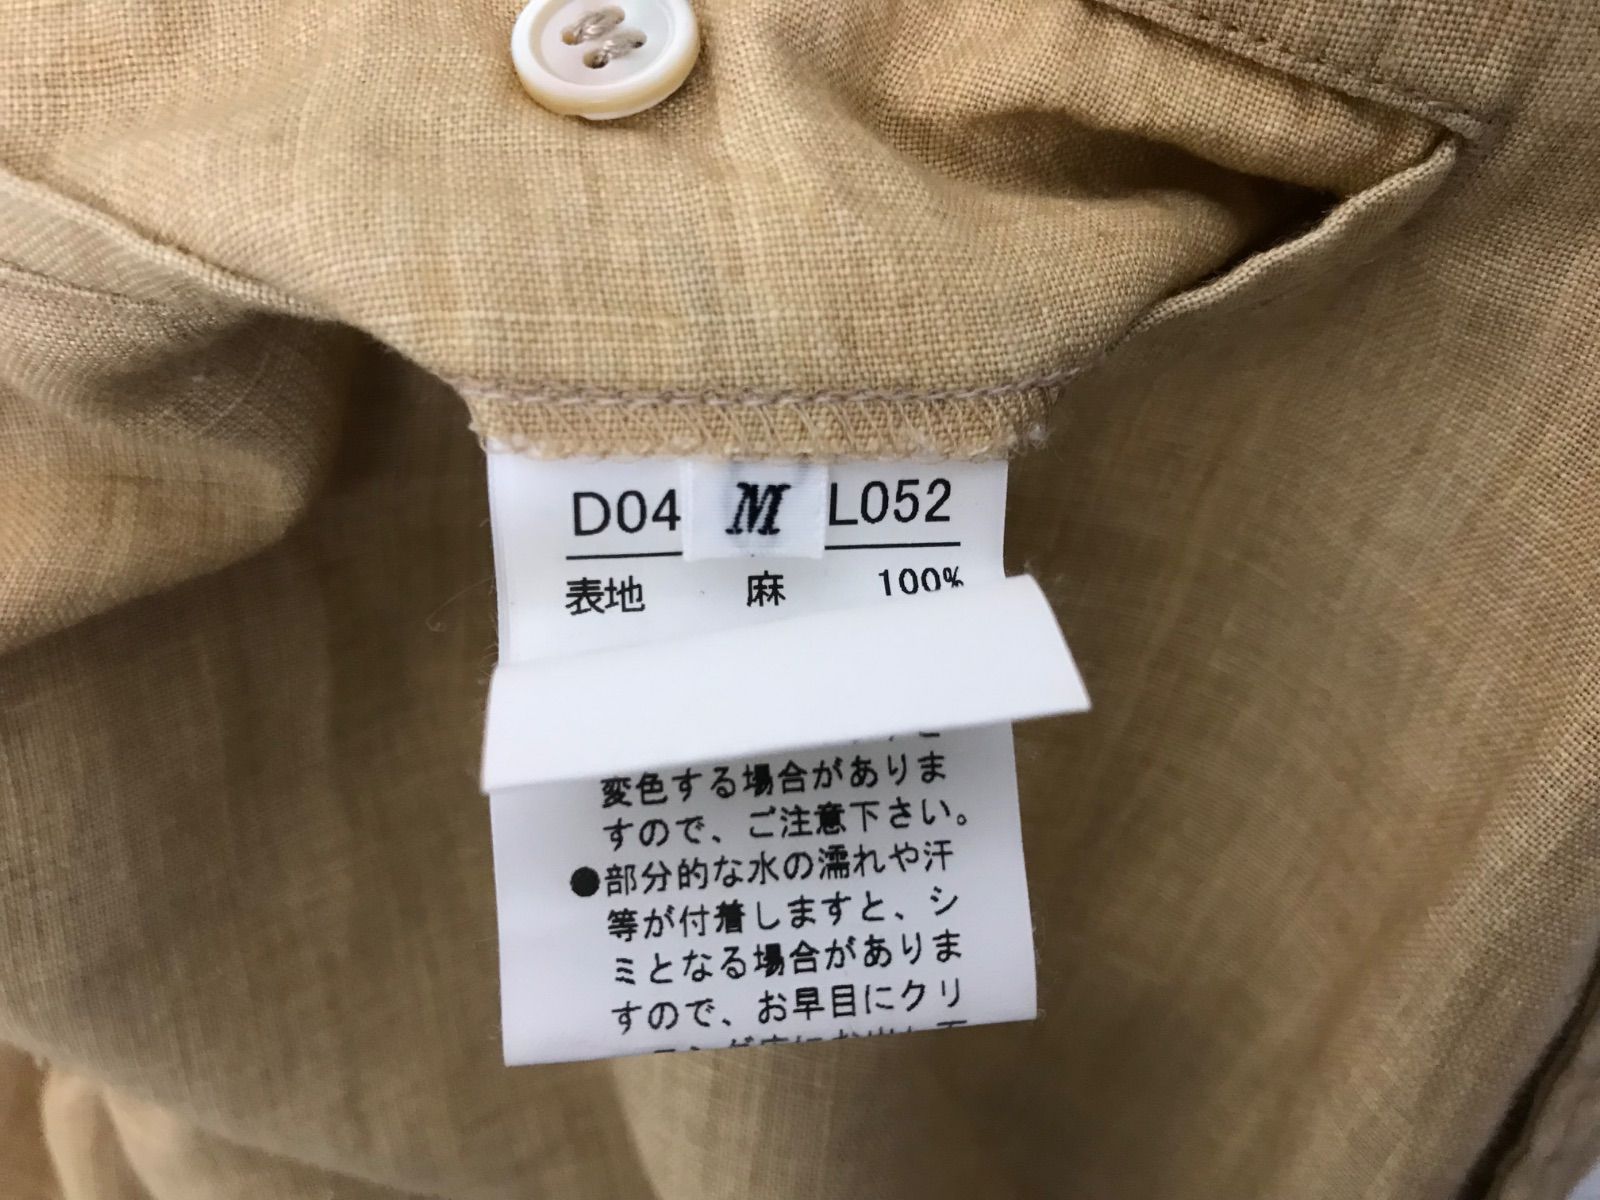 D04 M L052
表地 麻 100%
変色する場合がありま
すので、ご注意下さい。
●部分的な水の濡れや汗
等が付着しますと、シ
ミとなる場合がありま
すので、お早目にクリ